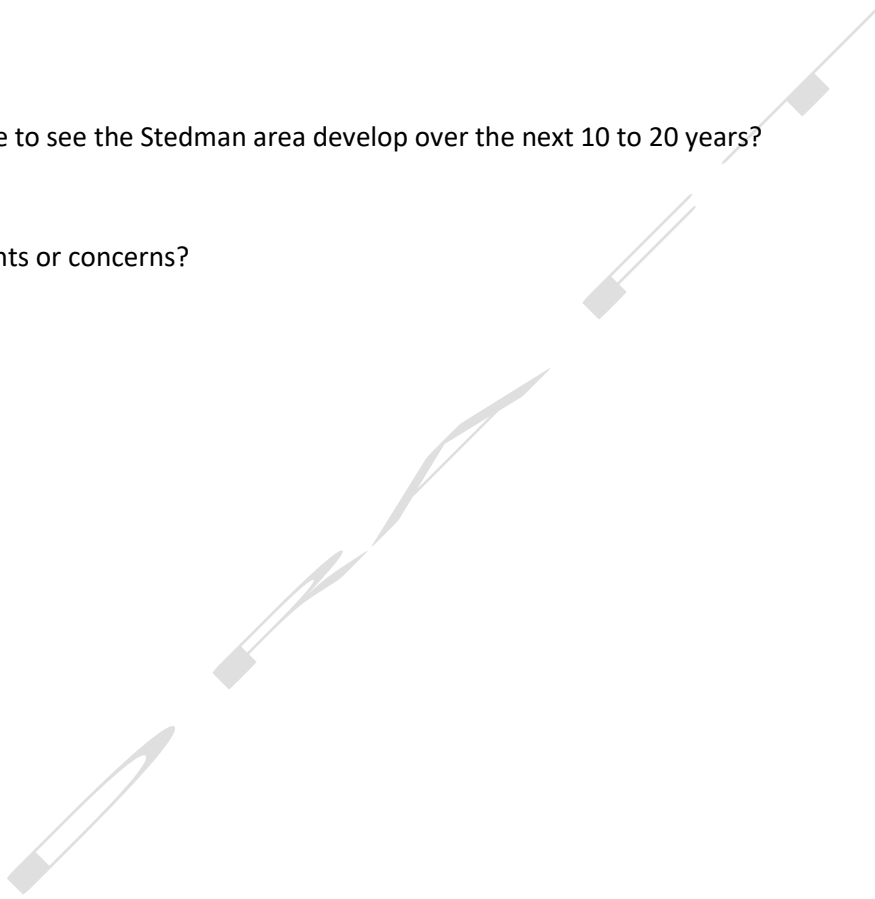 e to see the Stedman area develop over the next 10 to 20 years?
nts or concerns?